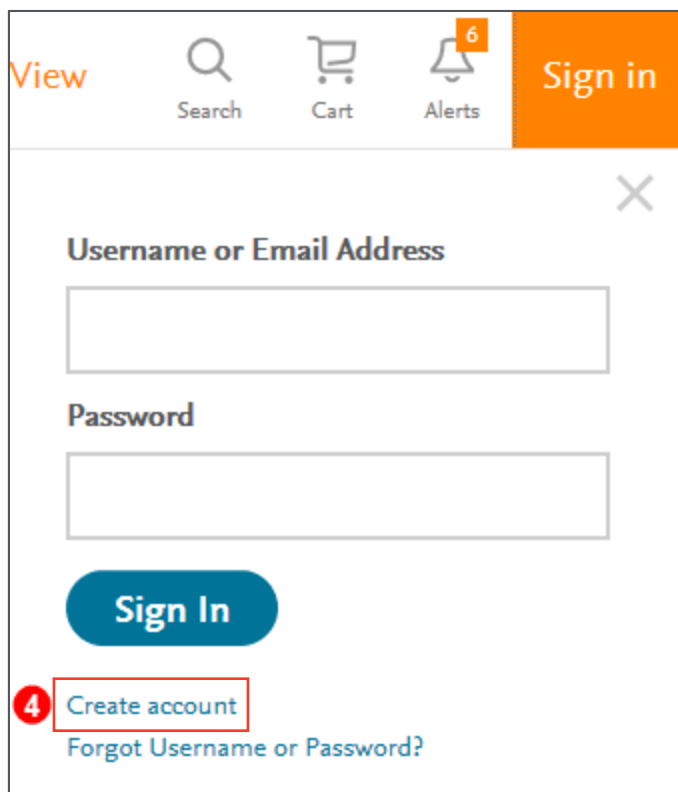 View
Search
Cart
6
Alerts
Sign in
Username or Email Address
Password
Sign In
4
Create account
Forgot Username or Password?